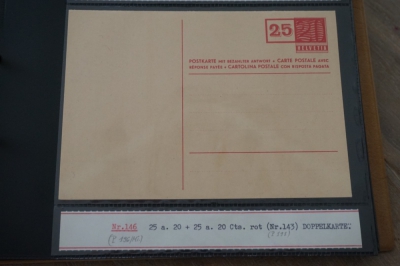 25 20
HELVETIA
POSTKARTE MIT BEZAHLTER ANTWORT • CARTE POSTALE AVEC
RÉPONSE PAYÉE • CARTOLINA POSTALE CON RISPOSTA PAGATA
Nr.146 25 a. 20 + 25 a. 20 Cts. rot (Nr.143) DOPPELKARTE.